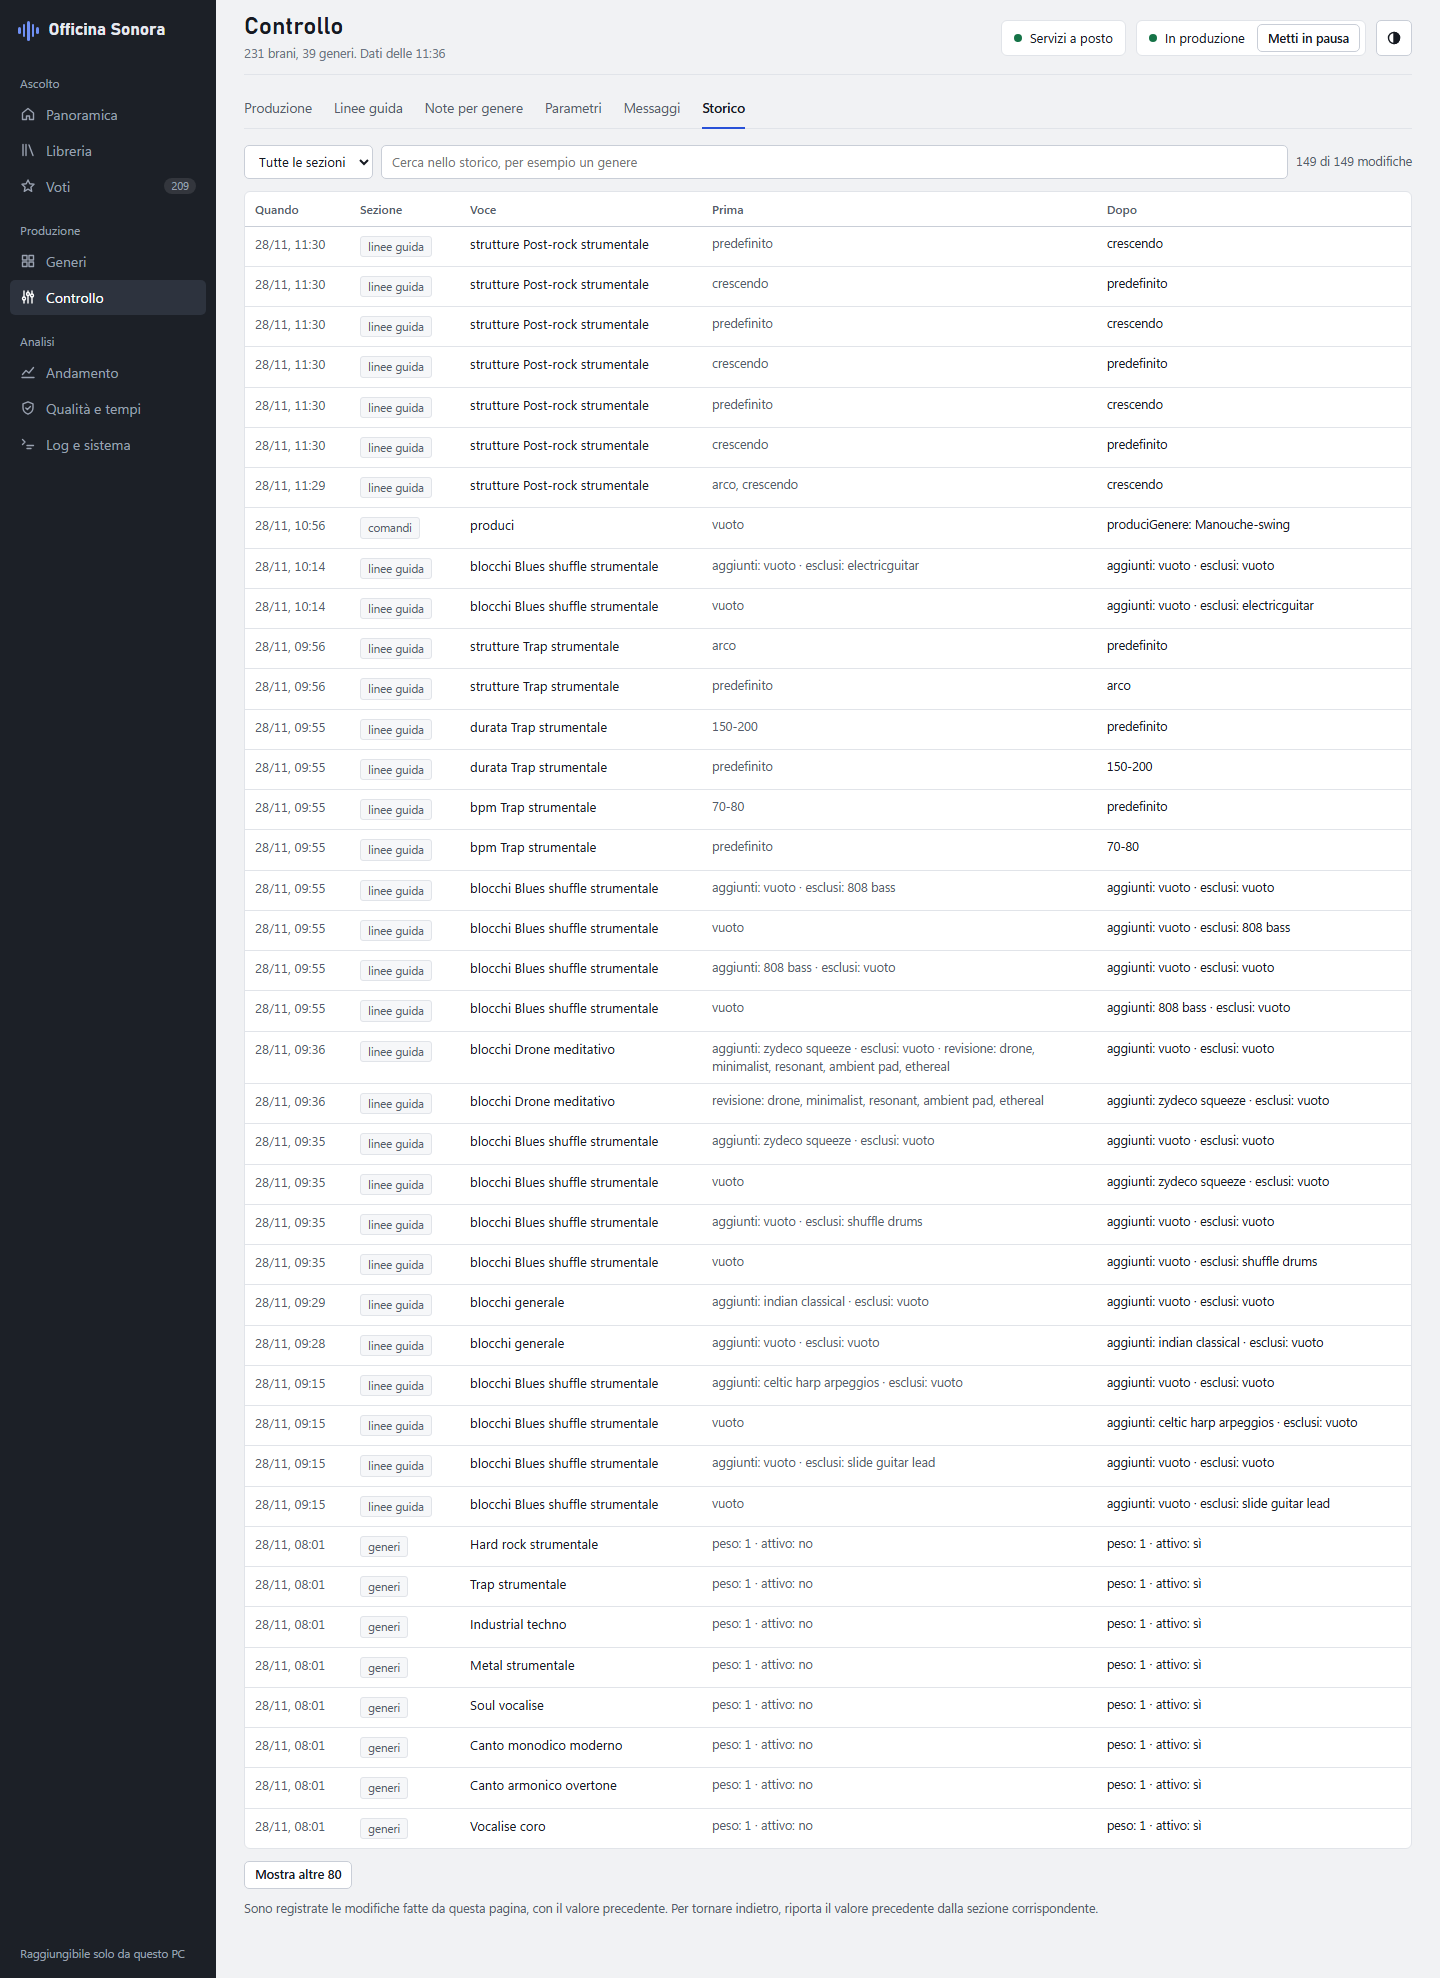 Officina Sonora
Ascolto
Panoramica
Libreria
Voti 209
Produzione
Generi
Controllo
Analisi
Andamento
Qualità e tempi
Log e sistema
Raggiungibile solo da questo PC
Controllo
231 brani, 39 generi. Dati delle 11:36
Servizi a posto
In produzione
Metti in pausa
Produzione Linee guida Note per genere Parametri Messaggi Storico
Tutte le sezioni Cerca nello storico, per esempio un genere 149 di 149 modifiche
Quando Sezione Voce Prima Dopo
28/11, 11:30 linee guida strutture Post-rock strumentale predefinito crescendo
28/11, 11:30 linee guida strutture Post-rock strumentale crescendo predefinito
28/11, 11:30 linee guida strutture Post-rock strumentale predefinito crescendo
28/11, 11:30 linee guida strutture Post-rock strumentale crescendo predefinito
28/11, 11:30 linee guida strutture Post-rock strumentale predefinito crescendo
28/11, 11:30 linee guida strutture Post-rock strumentale crescendo predefinito
28/11, 11:29 linee guida strutture Post-rock strumentale arco, crescendo crescendo
28/11, 10:56 comandi produci vuoto produciGenere: Manouche-swing
28/11, 10:14 linee guida blocchi Blues shuffle strumentale aggiunti: vuoto · esclusi: electricguitar aggiunti: vuoto · esclusi: vuoto
28/11, 10:14 linee guida blocchi Blues shuffle strumentale vuoto aggiunti: vuoto · esclusi: electricguitar
28/11, 09:56 linee guida strutture Trap strumentale arco predefinito
28/11, 09:56 linee guida strutture Trap strumentale predefinito arco
28/11, 09:55 linee guida durata Trap strumentale 150-200 predefinito
28/11, 09:55 linee guida durata Trap strumentale predefinito 150-200
28/11, 09:55 linee guida bpm Trap strumentale 70-80 predefinito
28/11, 09:55 linee guida bpm Trap strumentale predefinito 70-80
28/11, 09:55 linee guida blocchi Blues shuffle strumentale aggiunti: vuoto · esclusi: 808 bass aggiunti: vuoto · esclusi: vuoto
28/11, 09:55 linee guida blocchi Blues shuffle strumentale vuoto aggiunti: vuoto · esclusi: 808 bass
28/11, 09:55 linee guida blocchi Blues shuffle strumentale aggiunti: 808 bass · esclusi: vuoto aggiunti: vuoto · esclusi: vuoto
28/11, 09:55 linee guida blocchi Blues shuffle strumentale vuoto aggiunti: 808 bass · esclusi: vuoto
28/11, 09:36 linee guida blocchi Drone meditativo aggiunti: zydeco squeeze · esclusi: vuoto · revisione: drone, aggiunti: vuoto · esclusi: vuoto
minimalist, resonant, ambient pad, ethereal
28/11, 09:36 linee guida blocchi Drone meditativo revisione: drone, minimalist, resonant, ambient pad, ethereal aggiunti: zydeco squeeze · esclusi: vuoto
28/11, 09:35 linee guida blocchi Blues shuffle strumentale aggiunti: zydeco squeeze · esclusi: vuoto aggiunti: vuoto · esclusi: vuoto
28/11, 09:35 linee guida blocchi Blues shuffle strumentale vuoto aggiunti: zydeco squeeze · esclusi: vuoto
28/11, 09:35 linee guida blocchi Blues shuffle strumentale aggiunti: vuoto · esclusi: shuffle drums aggiunti: vuoto · esclusi: vuoto
28/11, 09:35 linee guida blocchi Blues shuffle strumentale vuoto aggiunti: vuoto · esclusi: shuffle drums
28/11, 09:29 linee guida blocchi generale aggiunti: indian classical · esclusi: vuoto aggiunti: vuoto · esclusi: vuoto
28/11, 09:28 linee guida blocchi generale aggiunti: vuoto · esclusi: vuoto aggiunti: indian classical · esclusi: vuoto
28/11, 09:15 linee guida blocchi Blues shuffle strumentale aggiunti: celtic harp arpeggios · esclusi: vuoto aggiunti: vuoto · esclusi: vuoto
28/11, 09:15 linee guida blocchi Blues shuffle strumentale vuoto aggiunti: celtic harp arpeggios · esclusi: vuoto
28/11, 09:15 linee guida blocchi Blues shuffle strumentale aggiunti: vuoto · esclusi: slide guitar lead aggiunti: vuoto · esclusi: vuoto
28/11, 09:15 linee guida blocchi Blues shuffle strumentale vuoto aggiunti: vuoto · esclusi: slide guitar lead
28/11, 08:01 generi Hard rock strumentale peso: 1 · attivo: no peso: 1 · attivo: sì
28/11, 08:01 generi Trap strumentale peso: 1 · attivo: no peso: 1 · attivo: sì
28/11, 08:01 generi Industrial techno peso: 1 · attivo: no peso: 1 · attivo: sì
28/11, 08:01 generi Metal strumentale peso: 1 · attivo: no peso: 1 · attivo: sì
28/11, 08:01 generi Soul vocalise peso: 1 · attivo: no peso: 1 · attivo: sì
28/11, 08:01 generi Canto monodico moderno peso: 1 · attivo: no peso: 1 · attivo: sì
28/11, 08:01 generi Canto armonico overtone peso: 1 · attivo: no peso: 1 · attivo: sì
28/11, 08:01 generi Vocalise coro peso: 1 · attivo: no peso: 1 · attivo: sì
Mostra altre 80
Sono registrate le modifiche fatte da questa pagina, con il valore precedente. Per tornare indietro, riporta il valore precedente dalla sezione corrispondente.